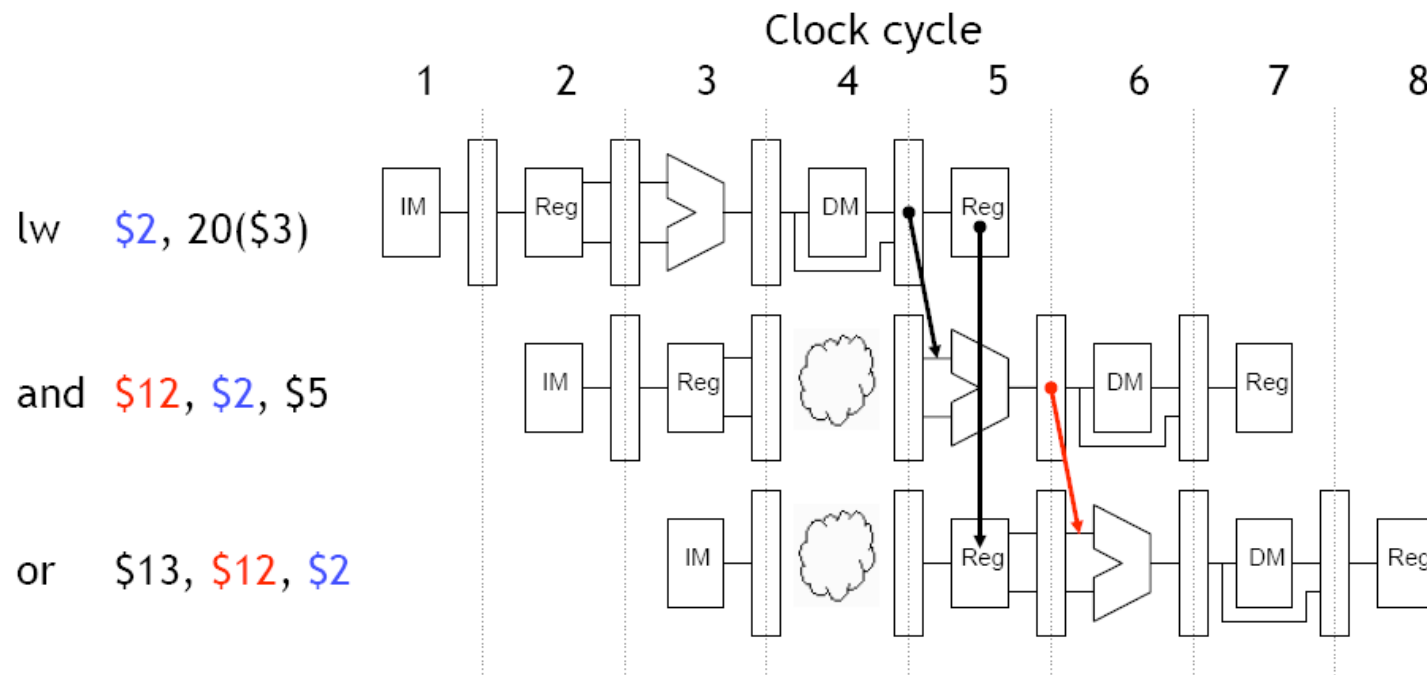 Clock cycle
1 2 3 4 5 6 7 8
lw $2, 20($3)
IM Reg DM Reg
and $12, $2, $5
IM Reg DM Reg
or $13, $12, $2
IM Reg DM Reg